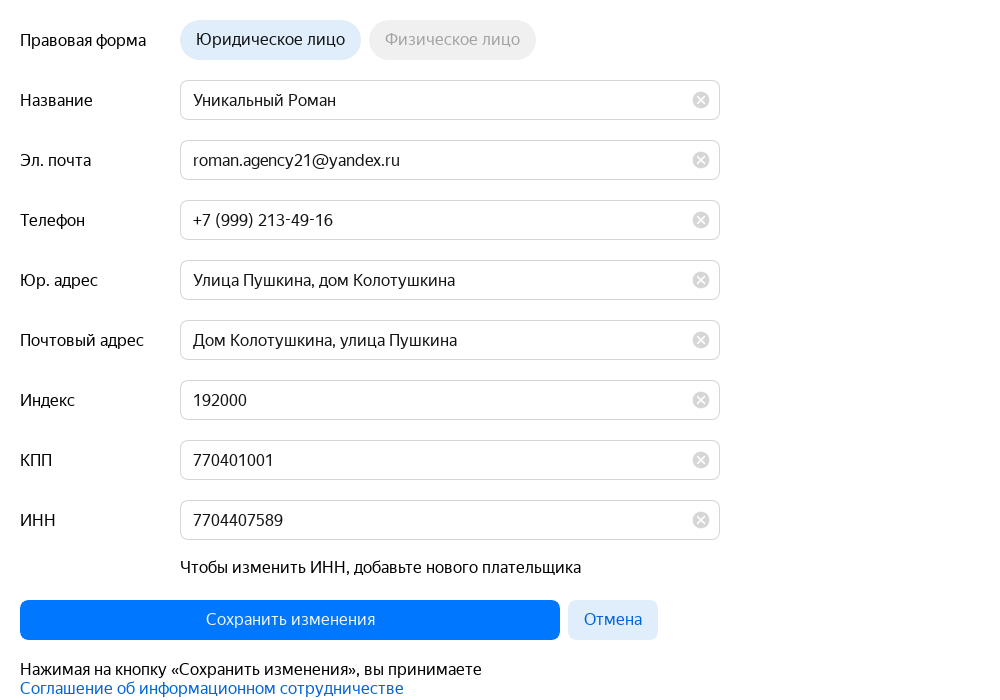 Правовая форма Юридическое лицо Физическое лицо
Название Уникальный Роман
Эл. почта roman.agency21@yandex.ru
Телефон +7 (999) 213-49-16
Юр. адрес Улица Пушкина, дом Колотушкина
Почтовый адрес Дом Колотушкина, улица Пушкина
Индекс 192000
КПП 770401001
ИНН 7704407589
Чтобы изменить ИНН, добавьте нового плательщика
Сохранить изменения Отмена
Нажимая на кнопку «Сохранить изменения», вы принимаете
Соглашение об информационном сотрудничестве